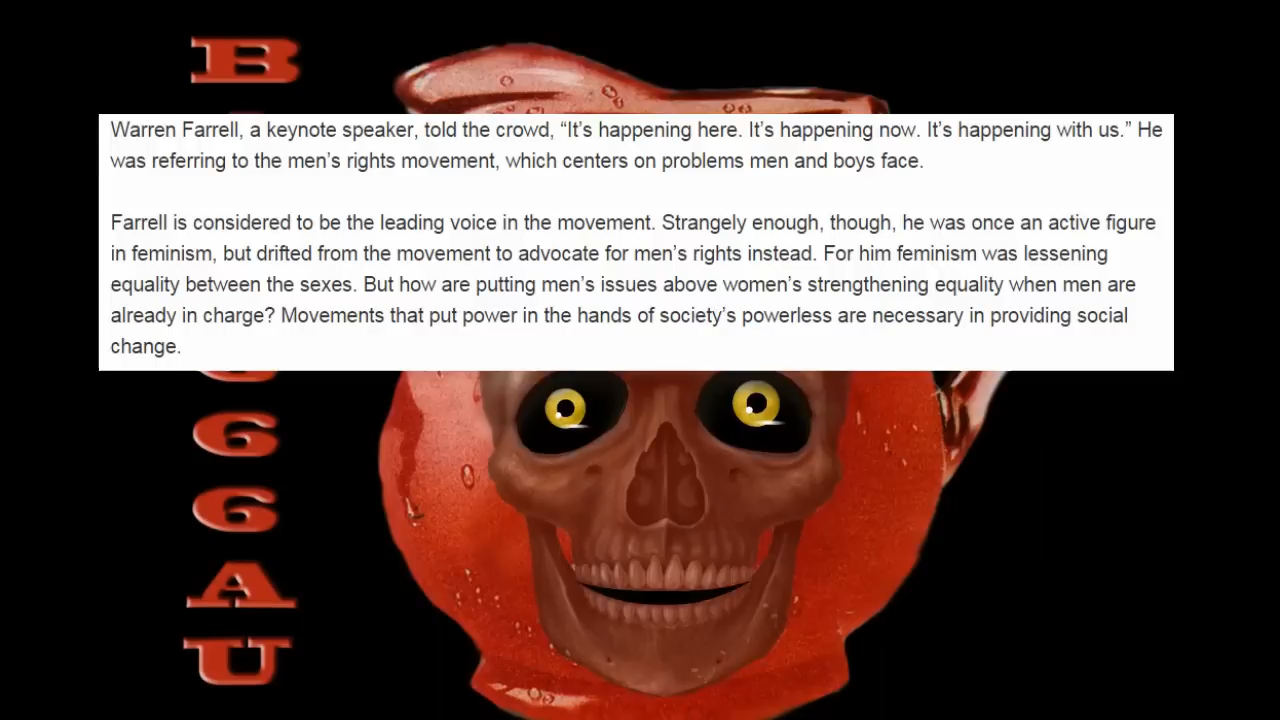 B
Warren Farrell, a keynote speaker, told the crowd, “It’s happening here. It’s happening now. It’s happening with us.” He
was referring to the men’s rights movement, which centers on problems men and boys face.
Farrell is considered to be the leading voice in the movement. Strangely enough, though, he was once an active figure
in feminism, but drifted from the movement to advocate for men’s rights instead. For him feminism was lessening
equality between the sexes. But how are putting men’s issues above women’s strengthening equality when men are
already in charge? Movements that put power in the hands of society’s powerless are necessary in providing social
change.
6
6
A
U